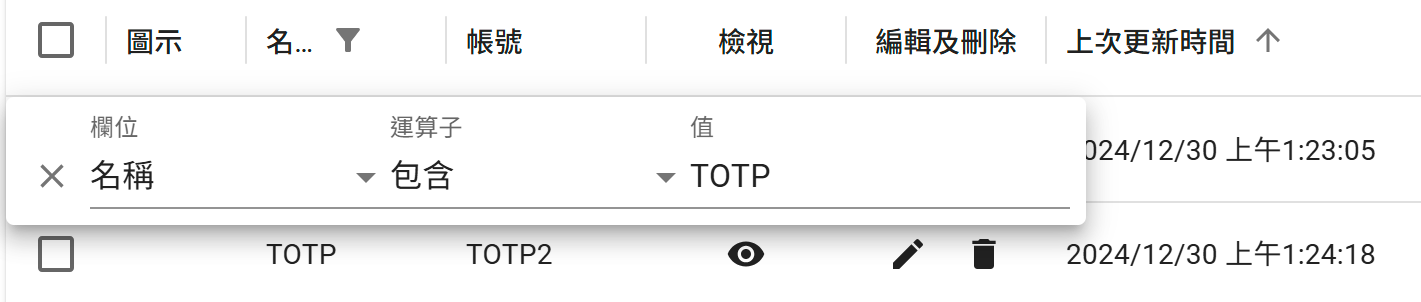 圖示 名... 帳號 檢視 編輯及刪除 上次更新時間
欄位 運算子 值
名稱 包含 TOTP
024/12/30 上午1:23:05
TOTP TOTP2 2024/12/30 上午1:24:18